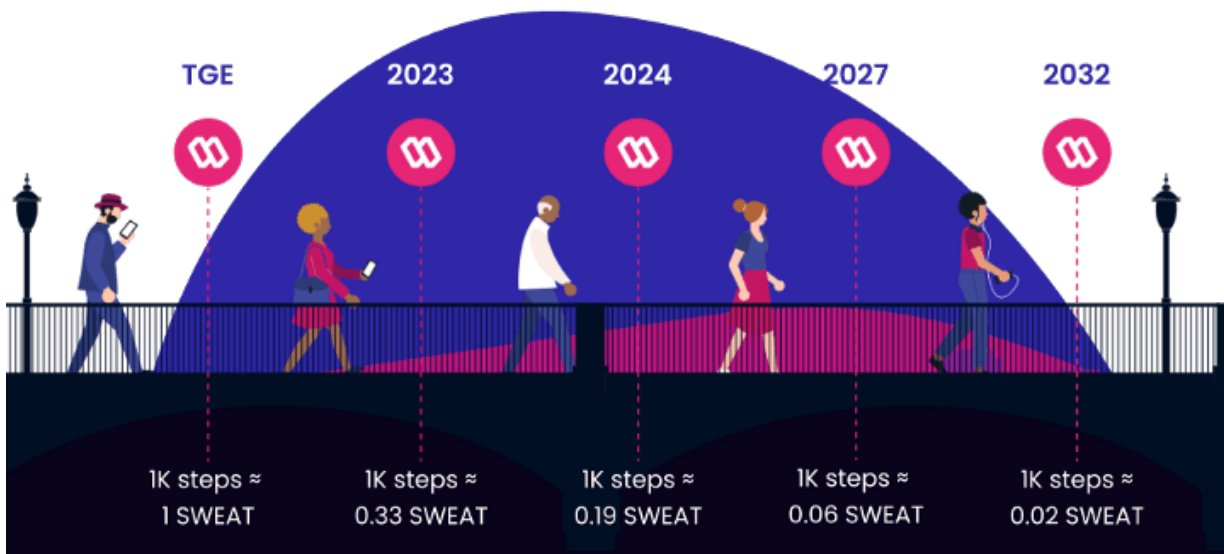 TGE
2023
2024
2027
2032
1K steps ≈
1 SWEAT
1K steps ≈
0.33 SWEAT
1K steps ≈
0.19 SWEAT
1K steps ≈
0.06 SWEAT
1K steps ≈
0.02 SWEAT